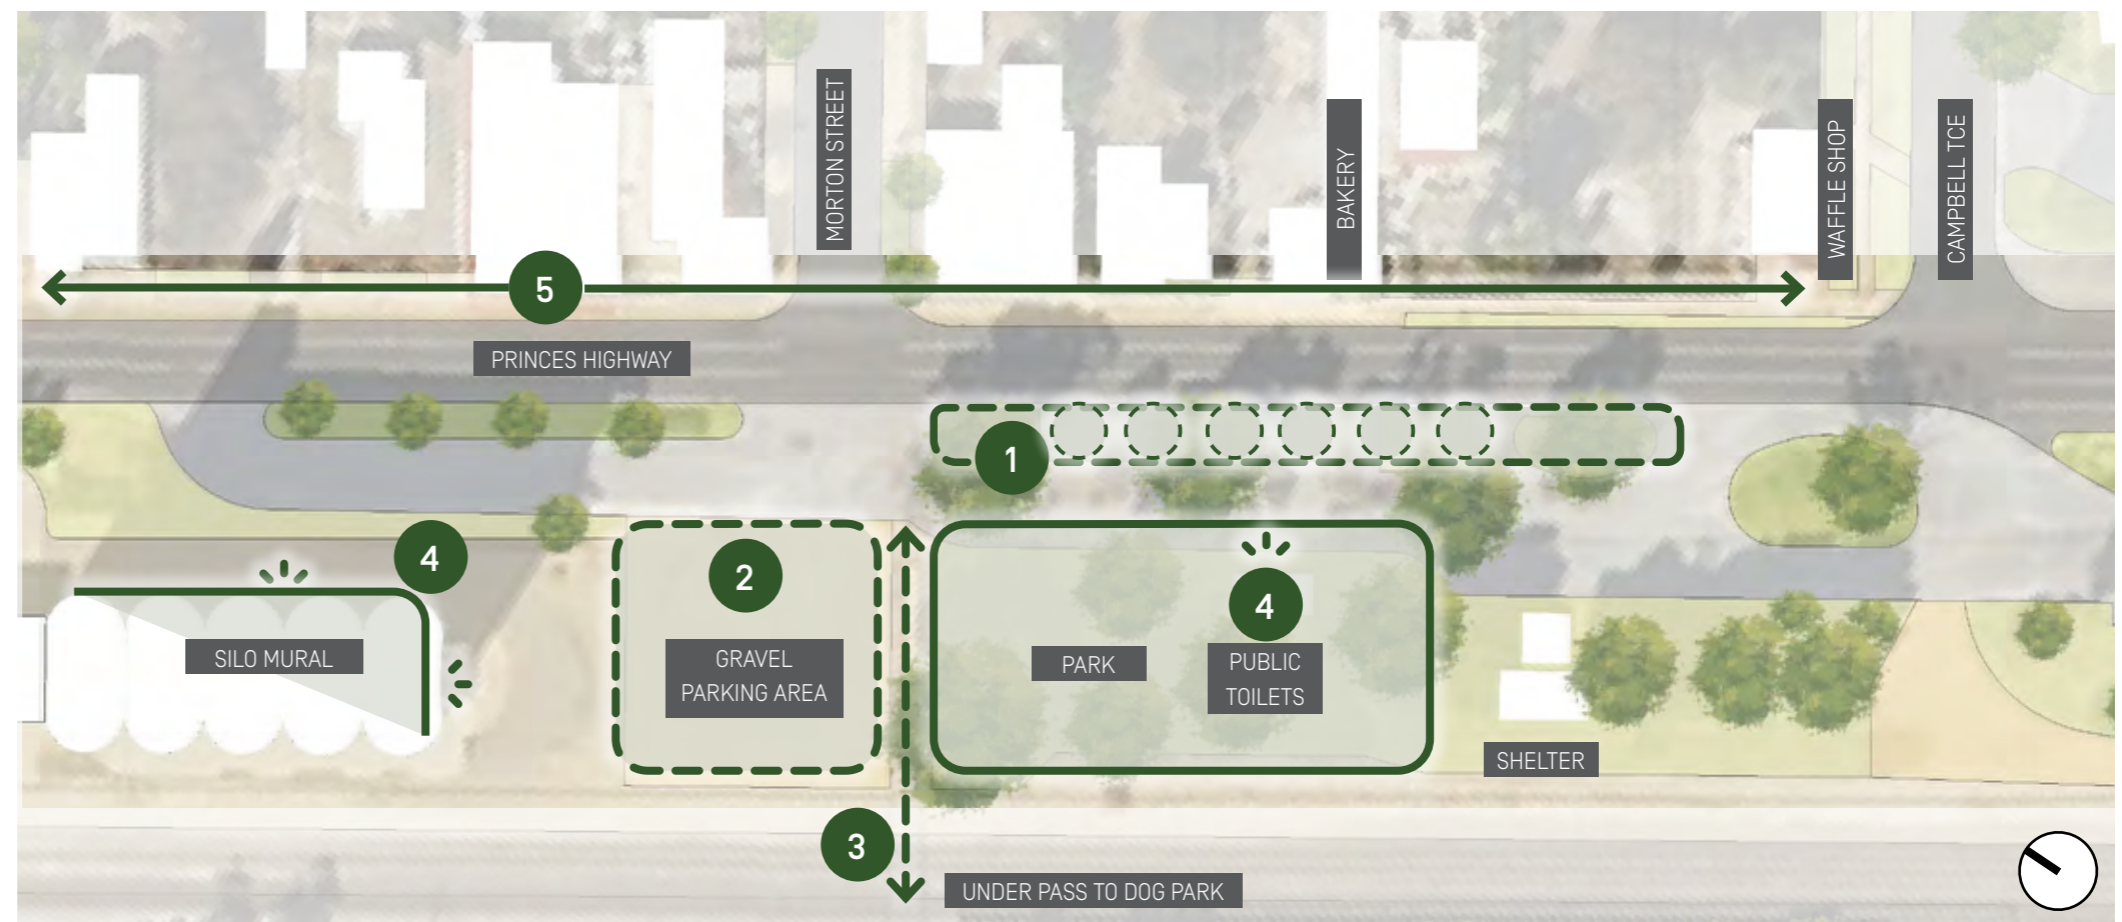 MORTON STREET
BAKERY
WAFFLE SHOP
CAMPBELL TCE
5
PRINCES HIGHWAY
1
4
2
4
SILO MURAL
GRAVEL
PARKING AREA
PARK
PUBLIC
TOILETS
SHELTER
3
UNDER PASS TO DOG PARK